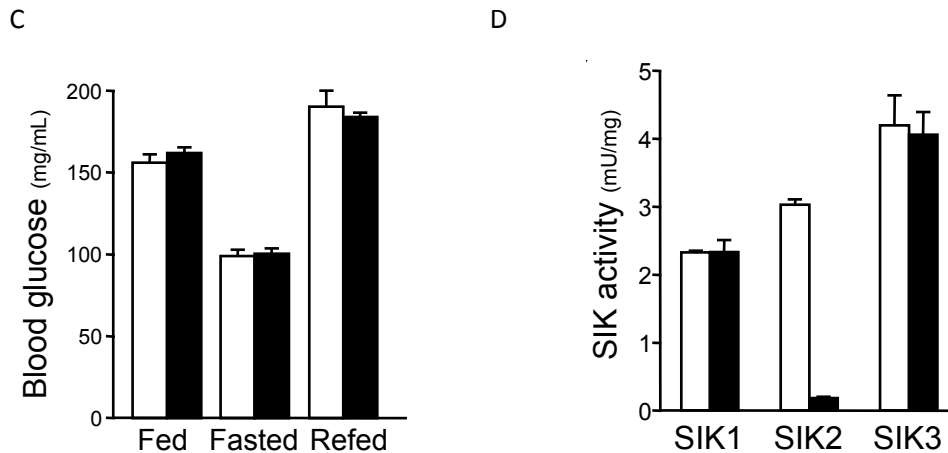 C
D
Blood glucose (mg/mL)
200
150
100
50
0
Fed Fasted Refed
SIK activity (mU/mg)
5
4
3
2
1
0
SIK1 SIK2 SIK3